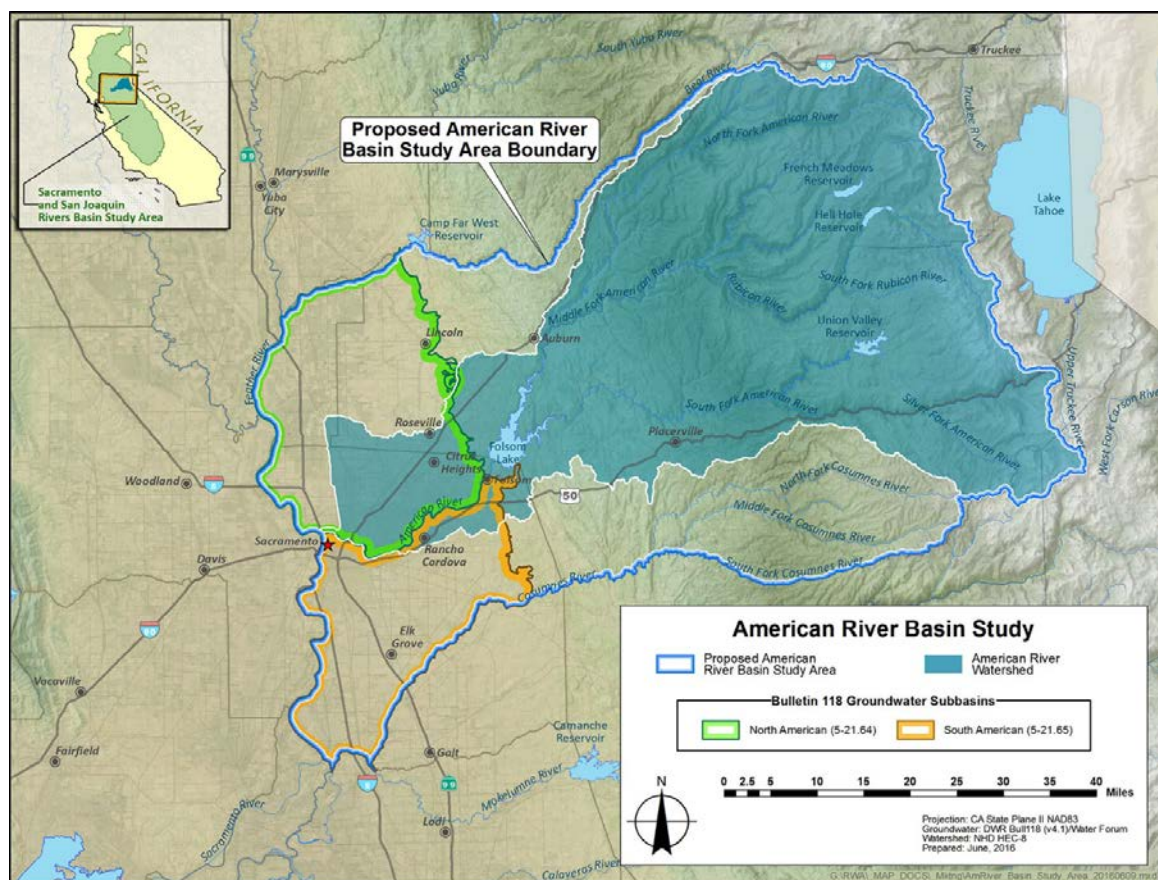 CALIFORNIA
Sacramento
and San Joaquin
Rivers Basin Study Area
Proposed American River
Basin Study Area Boundary
South Yuba River
Yuba River
Bear River
80
Truckee
Truckee River
99
Marysville
Yuba
City
Camp Far West
Reservoir
North Fork American River
French Meadows
Reservoir
Hell Hole
Reservoir
Lake
Tahoe
Middle Fork American River
Rubicon River
South Fork Rubicon River
Union Valley
Reservoir
Feather River
Lincoln
Auburn
Upper Truckee River
West Fork Carson River
Roseville
South Fork American River
Silver Fork American River
Placerville
Folsom
Lake
Citrus
Heights
Folsom
Woodland
5
American River
50
North Fork Cosumnes River
Middle Fork Cosumnes River
South Fork Cosumnes River
Sacramento
Rancho
Cordova
Davis
Cosumnes River
80
Elk
Grove
Vacaville
Fairfield
Galt
Camanche
Reservoir
5
99
Mokelumne River
Sacramento River
Lodi
Calaveras River
American River Basin Study
Proposed American
River Basin Study Area
American River
Watershed
Bulletin 118 Groundwater Subbasins
North American (5-21.64)
South American (5-21.65)
N
0 2.5 5 10 15 20 25 30 35 40
Miles
Projection: CA State Plane II NAD83
Groundwater: DWR Bull118 (v4.1)/Water Forum
Watershed: NHD HEC-8
Prepared: June, 2016